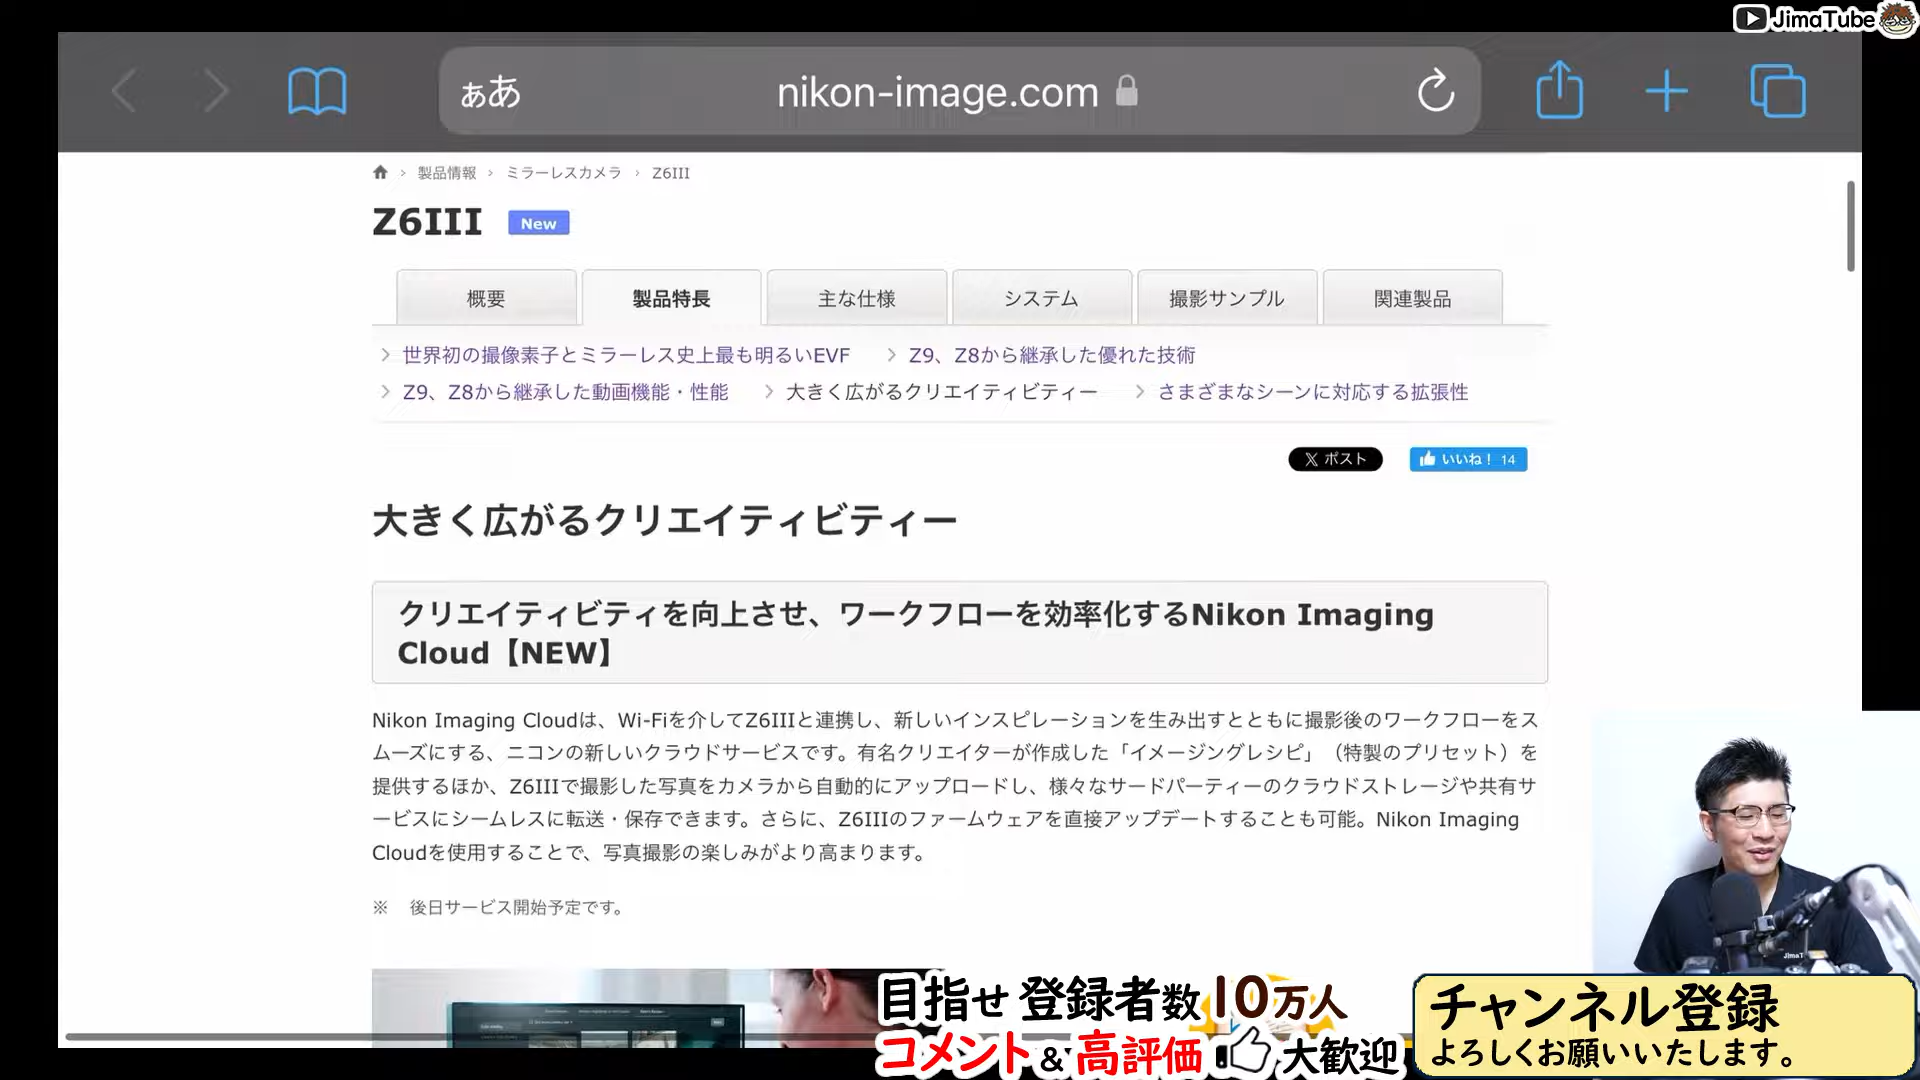 JimaTube
ぁあ
nikon-image.com
製品情報 › ミラーレスカメラ › Z6III
Z6III New
概要 製品特長 主な仕様 システム 撮影サンプル 関連製品
世界初の撮像素子とミラーレス史上最も明るいEVF Z9、Z8から継承した優れた技術
Z9、Z8から継承した動画機能・性能 大きく広がるクリエイティビティー さまざまなシーンに対応する拡張性
X ポスト いいね！ 14
大きく広がるクリエイティビティー
クリエイティビティを向上させ、ワークフローを効率化するNikon Imaging
Cloud【NEW】
Nikon Imaging Cloudは、Wi-Fiを介してZ6IIIと連携し、新しいインスピレーションを生み出すとともに撮影後のワークフローをス
ムーズにする、ニコンの新しいクラウドサービスです。有名クリエイターが作成した「イメージングレシピ」（特製のプリセット）を
提供するほか、Z6IIIで撮影した写真をカメラから自動的にアップロードし、様々なサードパーティーのクラウドストレージや共有サ
ービスにシームレスに転送・保存できます。さらに、Z6IIIのファームウェアを直接アップデートすることも可能。Nikon Imaging
Cloudを使用することで、写真撮影の楽しみがより高まります。
※ 後日サービス開始予定です。
目指せ 登録者数 10万人
コメント & 高評価 大歓迎
チャンネル登録
よろしくお願いいたします。